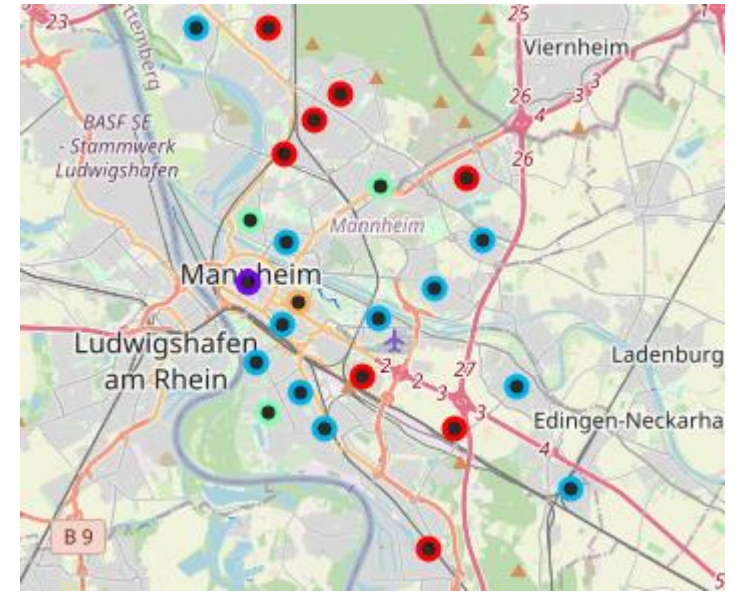 25
23
Viernheim
3
3
26
4
BASF SE
- Stammwerk
Ludwigshafen
26
Mannheim
Mannheim
Ludwigshafen
am Rhein
Ladenburg
2
2
27
3
3
Edingen-Neckarha
4
B 9
5